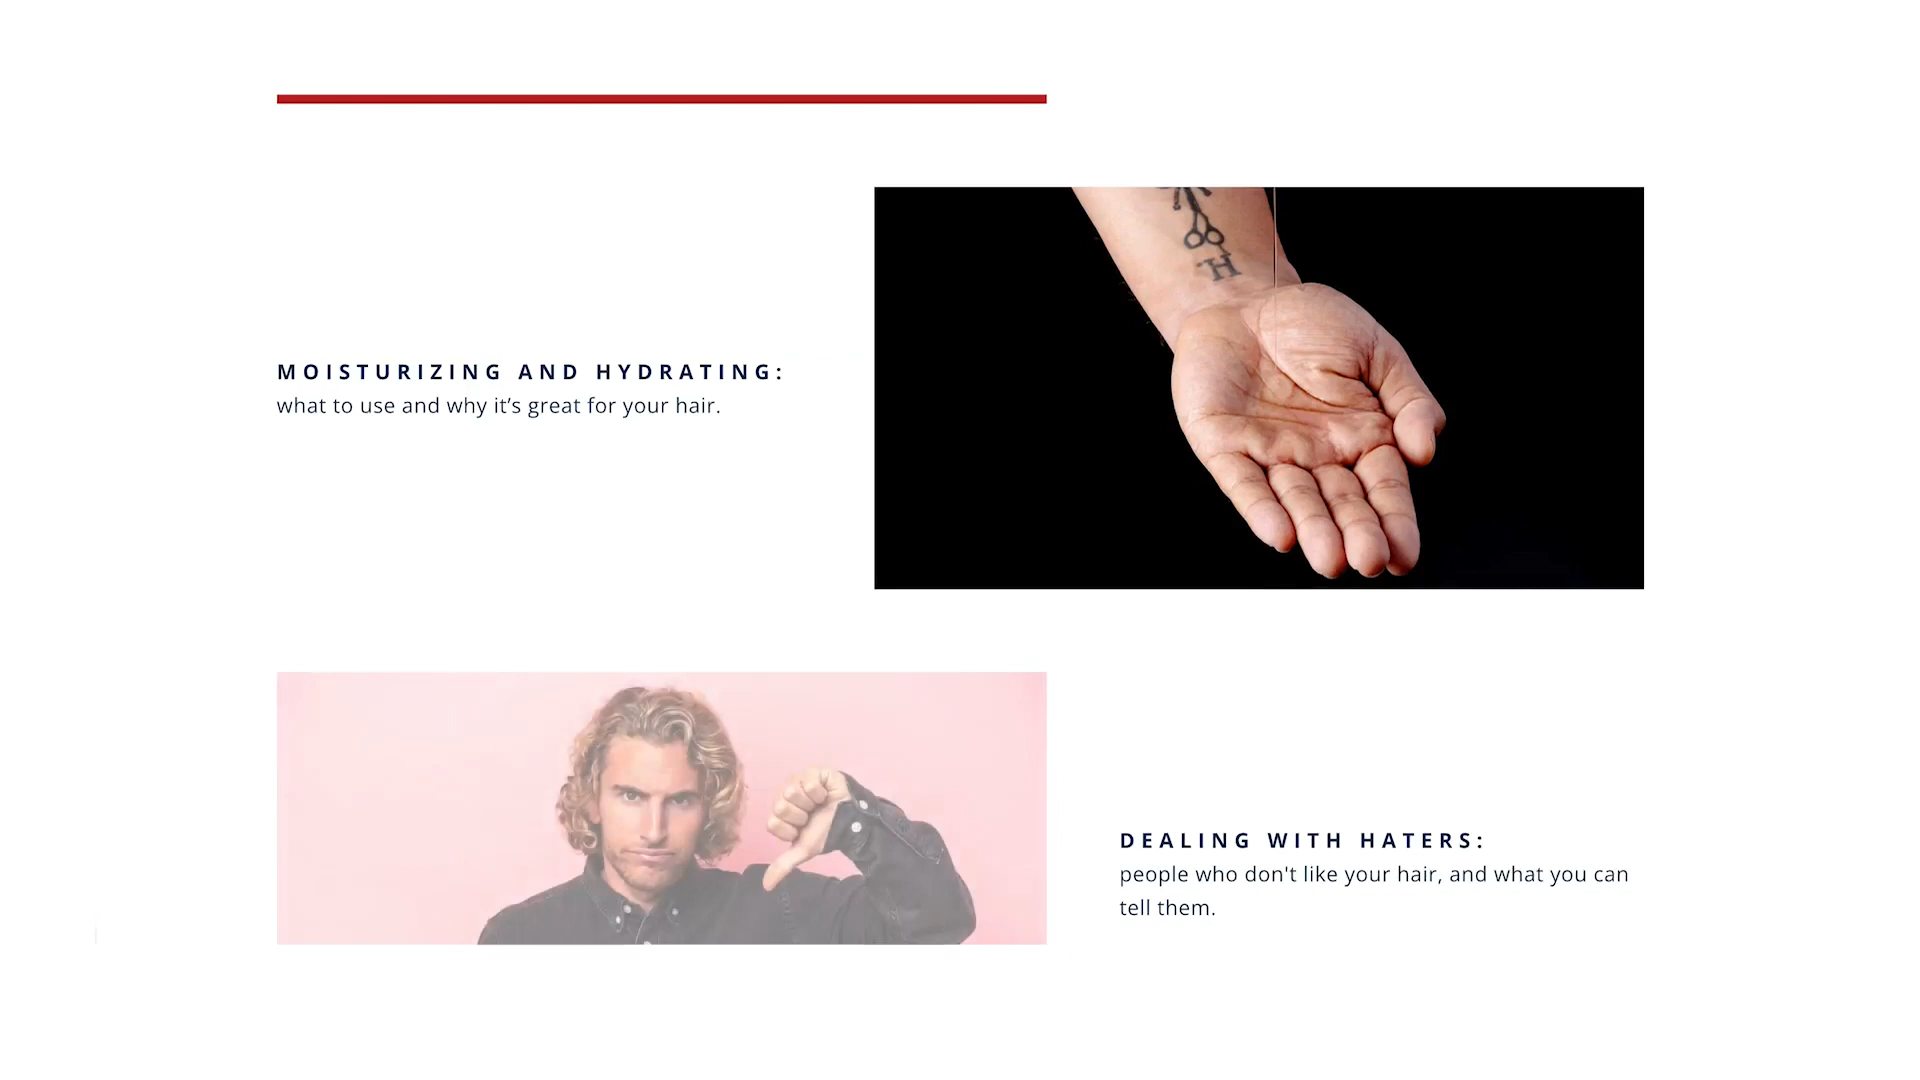 MOISTURIZING AND HYDRATING:
what to use and why it’s great for your hair.
H
DEALING WITH HATERS:
people who don't like your hair, and what you can
tell them.